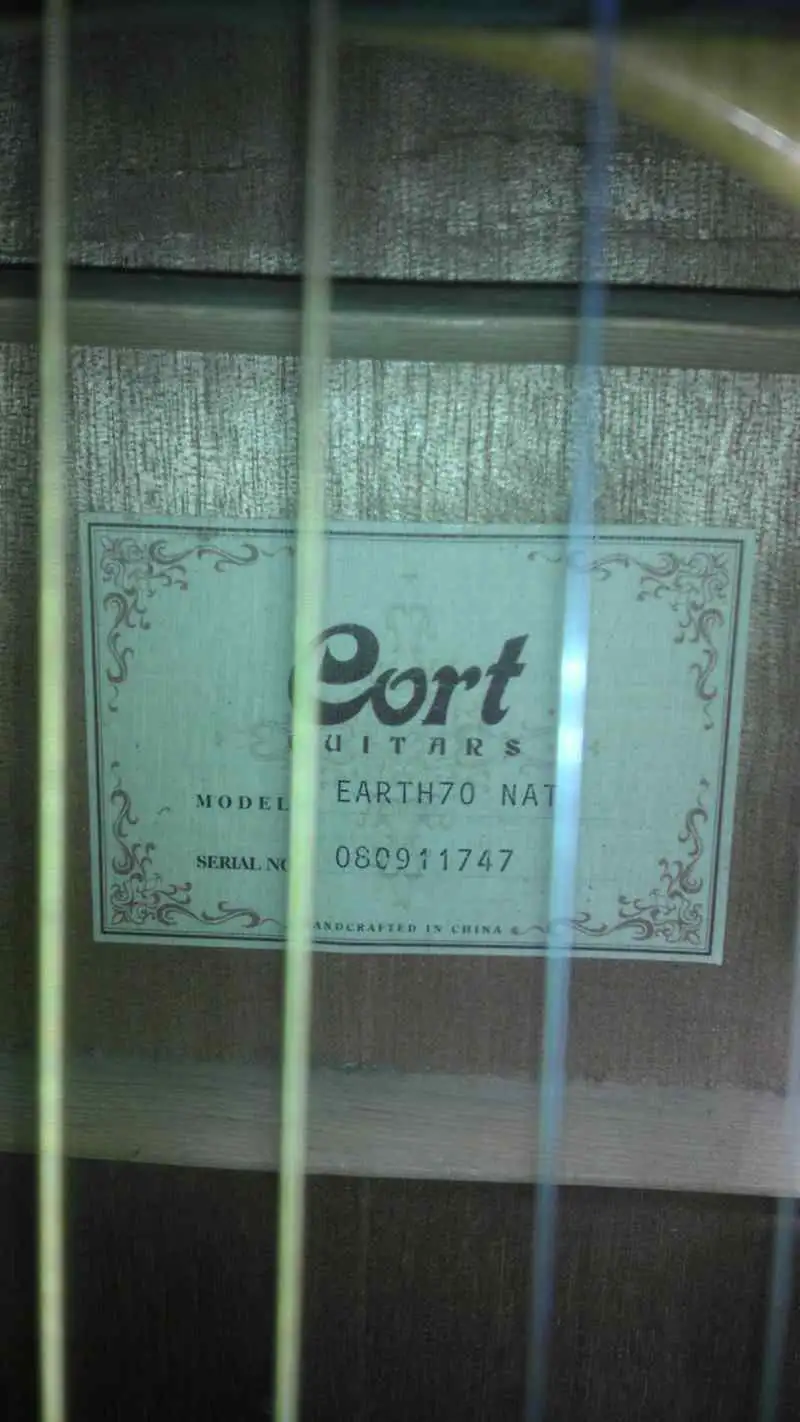 Cort
GUITARS
MODEL EARTH70 NAT
SERIAL NO 080911747
HANDCRAFTED IN CHINA